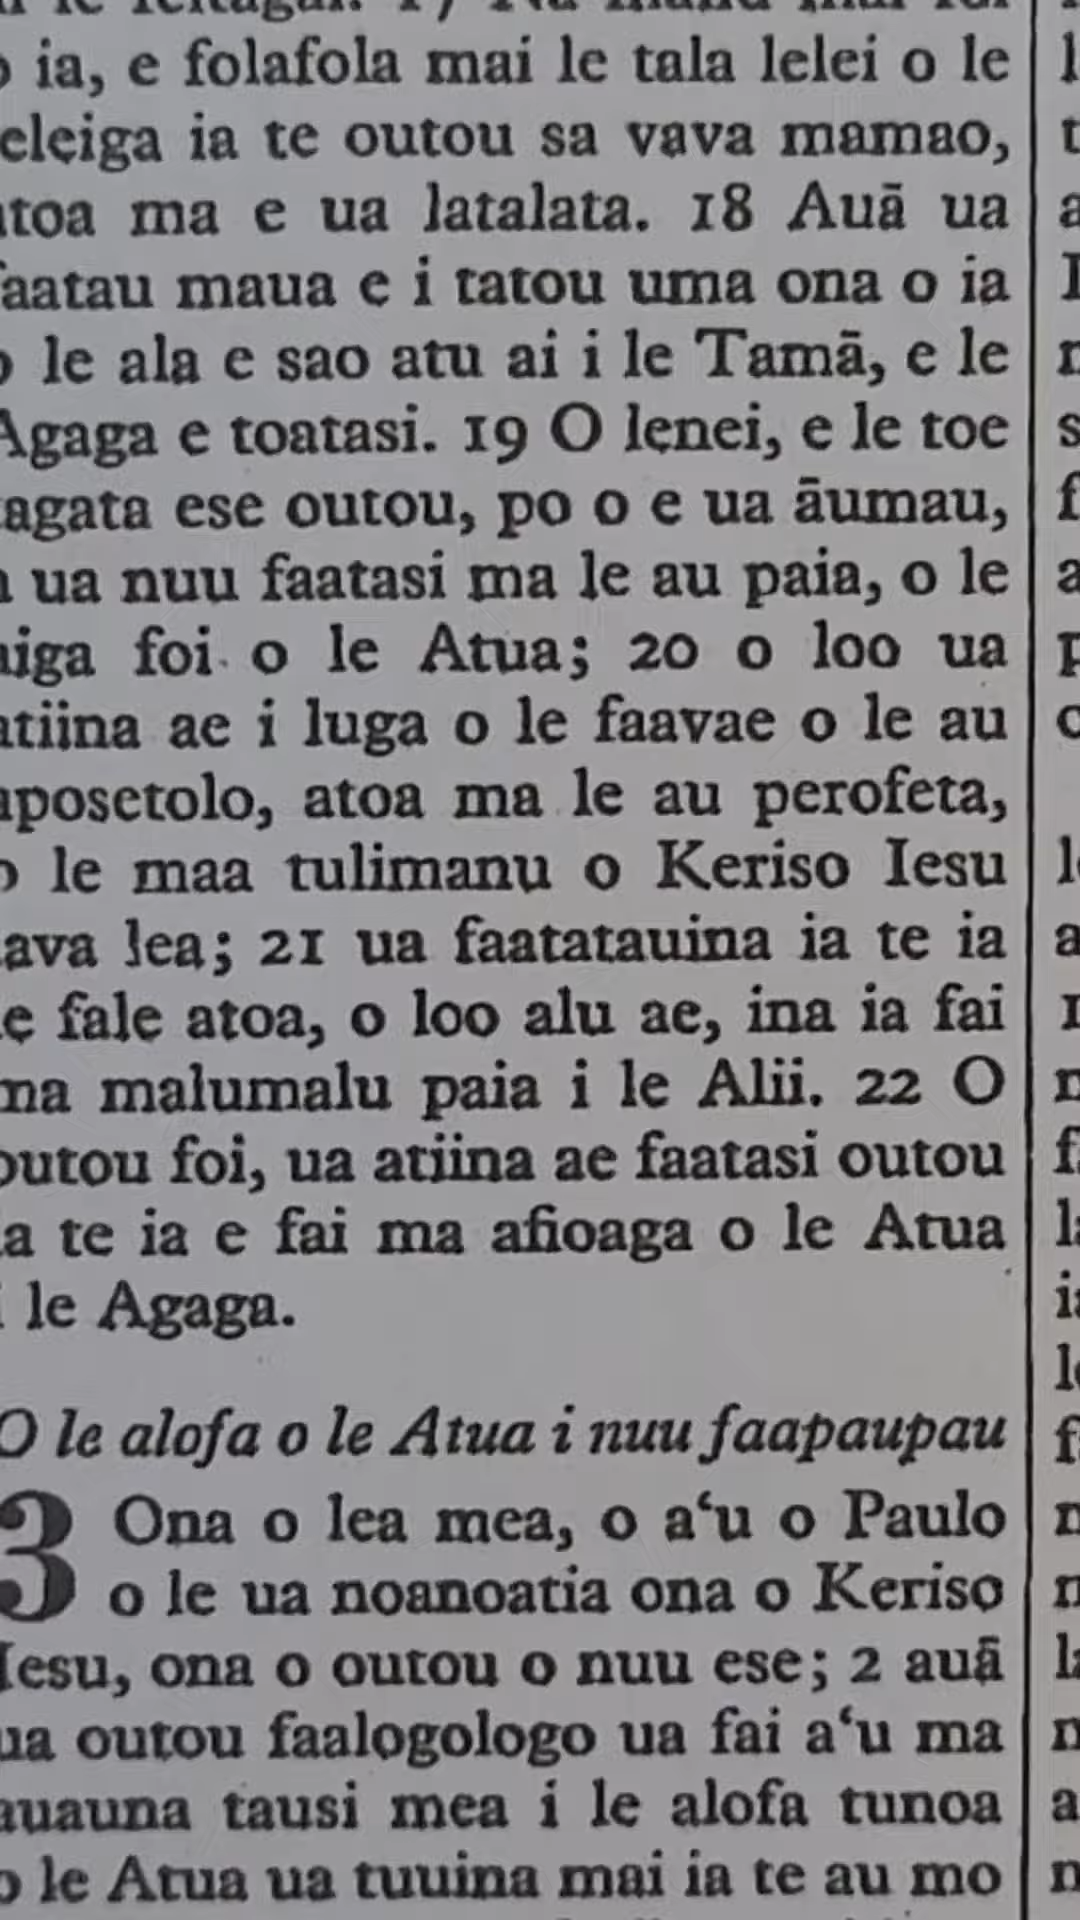 ia, e folafola mai le tala lelei o le
ia te outou sa vava mamao,
ma e ua latalata. 18 Auā ua
maua e i tatou uma ona o ia
le ala e sao atu ai i le Tamā, e le
Agaga e toatasi. 19 O lenei, e le toe
tagata ese outou, po o e ua āumau,
ua nuu faatasi ma le au paia, o le
aiga foi o le Atua; 20 o loo ua
atiina ae i luga o le faavae o le au
aposetolo, atoa ma le au perofeta,
o le maa tulimanu o Keriso Iesu
lava lea; 21 ua faatatauina ia te ia
le fale atoa, o loo alu ae, ina ia fai
ma malumalu paia i le Alii. 22 O
outou foi, ua atiina ae faatasi outou
ia te ia e fai ma afioaga o le Atua
i le Agaga.
O le alofa o le Atua i nuu faapaupau
3 Ona o lea mea, o a‘u o Paulo
o le ua noanoatia ona o Keriso
Iesu, ona o outou o nuu ese; 2 auā
ua outou faalogologo ua fai a‘u ma
auauna tausi mea i le alofa tunoa
o le Atua ua tuuina mai ia te au mo